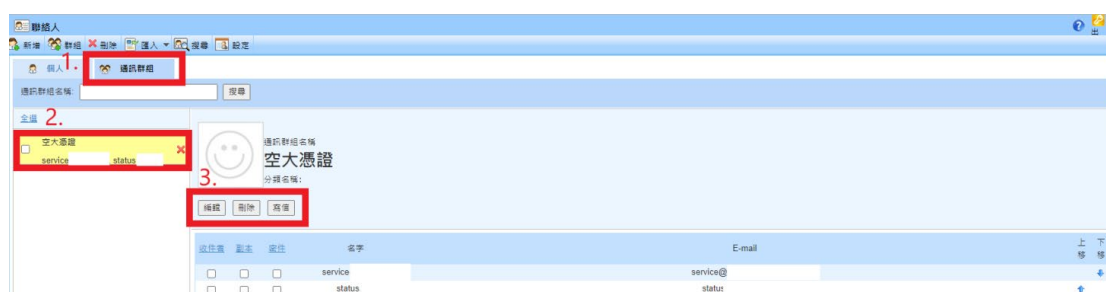 聯絡人
新增 群組 刪除 匯入 搜尋 設定
1.
個人 通訊群組
通訊群組名稱: 搜尋
全選
2.
空大憑證
service status
通訊群組名稱
空大憑證
3.
分類名稱:
編輯 刪除 寫信
收件者 副本 密件 名字 E-mail 上移 下移
service service@
status status
出